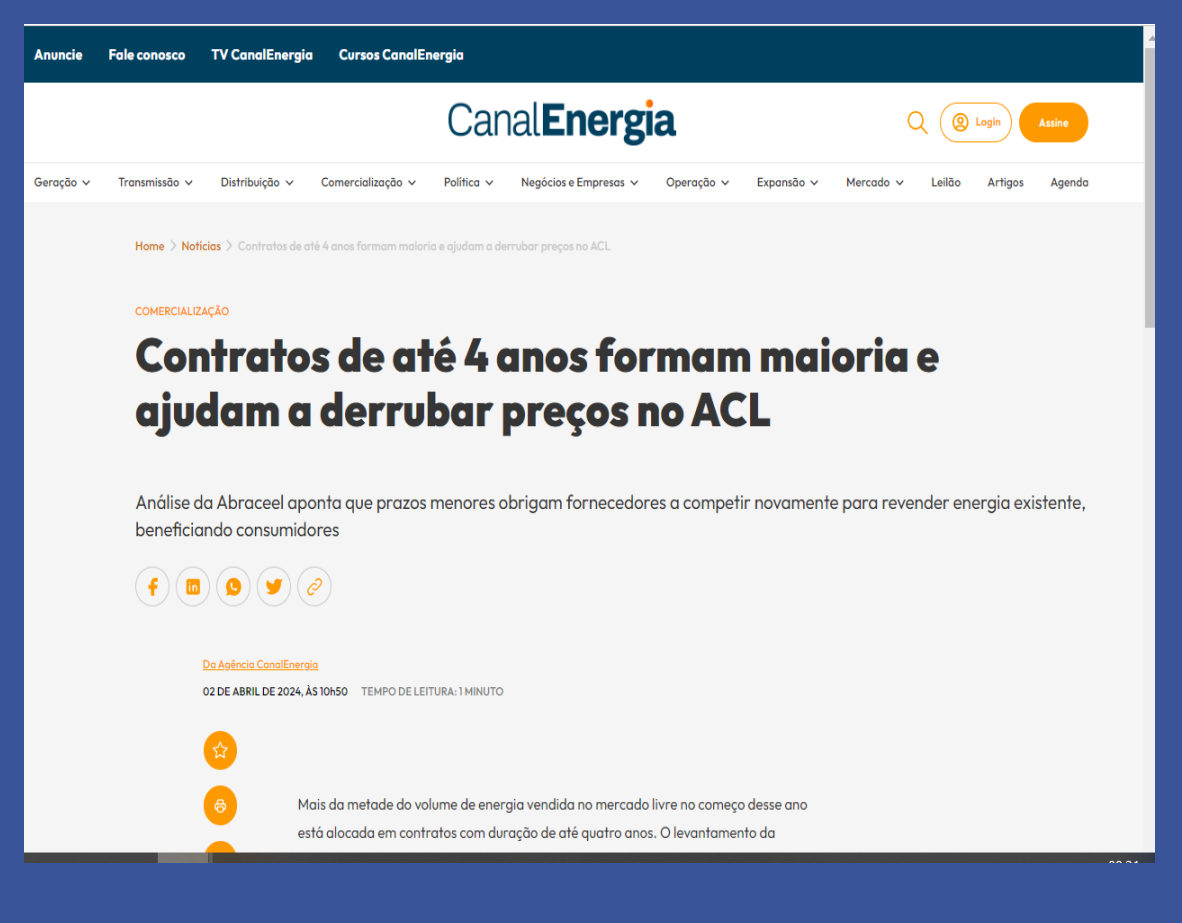 Anuncie Fale conosco TV CanalEnergia Cursos CanalEnergia
CanalEnergia
Login
Assine
Geração Transmissão Distribuição Comercialização Política Negócios e Empresas Operação Expansão Mercado Leilão Artigos Agenda
Home > Notícias > Contratos de até 4 anos formam maioria e ajudam a derrubar preços no ACL
COMERCIALIZAÇÃO
Contratos de até 4 anos formam maioria e
ajudam a derrubar preços no ACL
Análise da Abraceel aponta que prazos menores obrigam fornecedores a competir novamente para revender energia existente,
beneficiando consumidores
Da Agência CanalEnergia
02 DE ABRIL DE 2024, ÀS 10h50 TEMPO DE LEITURA: 1 MINUTO
Mais da metade do volume de energia vendida no mercado livre no começo desse ano
está alocada em contratos com duração de até quatro anos. O levantamento da